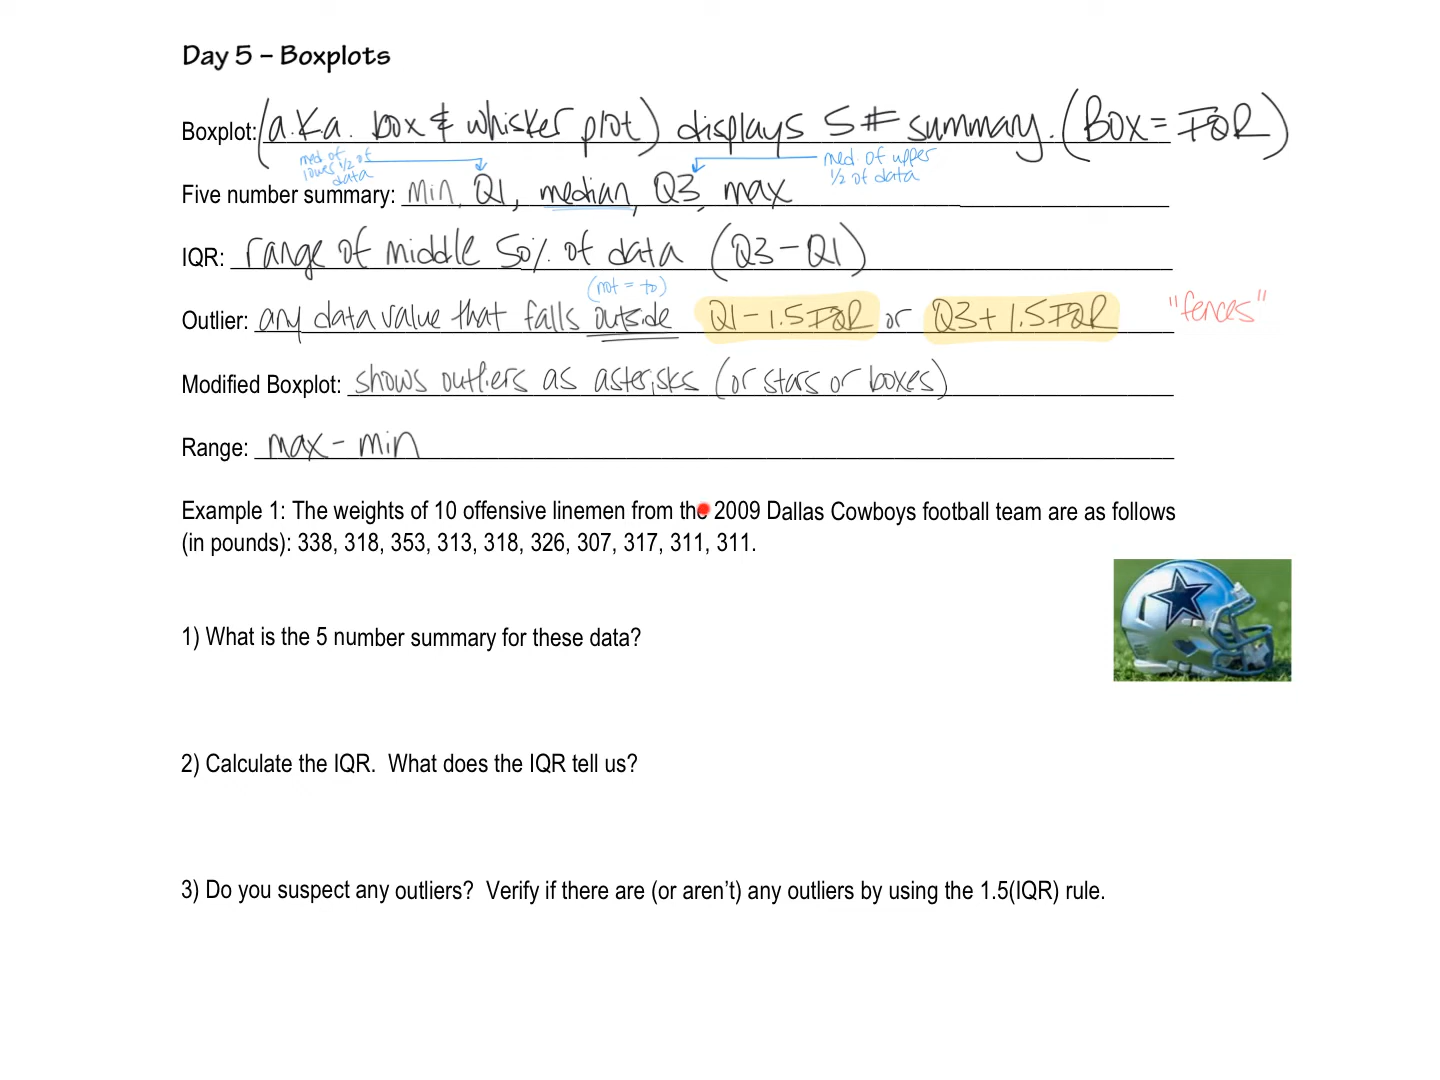 Day 5 – Boxplots
Boxplot: (a.k.a. box & whisker plot) displays 5 # summary. (Box = IQR)
med of lower 1/2 of data
med. of upper 1/2 of data
Five number summary: min, Q1, median, Q3, max
IQR: range of middle 50% of data (Q3 – Q1)
(not = to)
Outlier: any data value that falls outside Q1 – 1.5 IQR or Q3 + 1.5 IQR "fences"
Modified Boxplot: shows outliers as asterisks (or stars or boxes)
Range: max – min
Example 1: The weights of 10 offensive linemen from the 2009 Dallas Cowboys football team are as follows
(in pounds): 338, 318, 353, 313, 318, 326, 307, 317, 311, 311.
1) What is the 5 number summary for these data?
2) Calculate the IQR.  What does the IQR tell us?
3) Do you suspect any outliers?  Verify if there are (or aren't) any outliers by using the 1.5(IQR) rule.